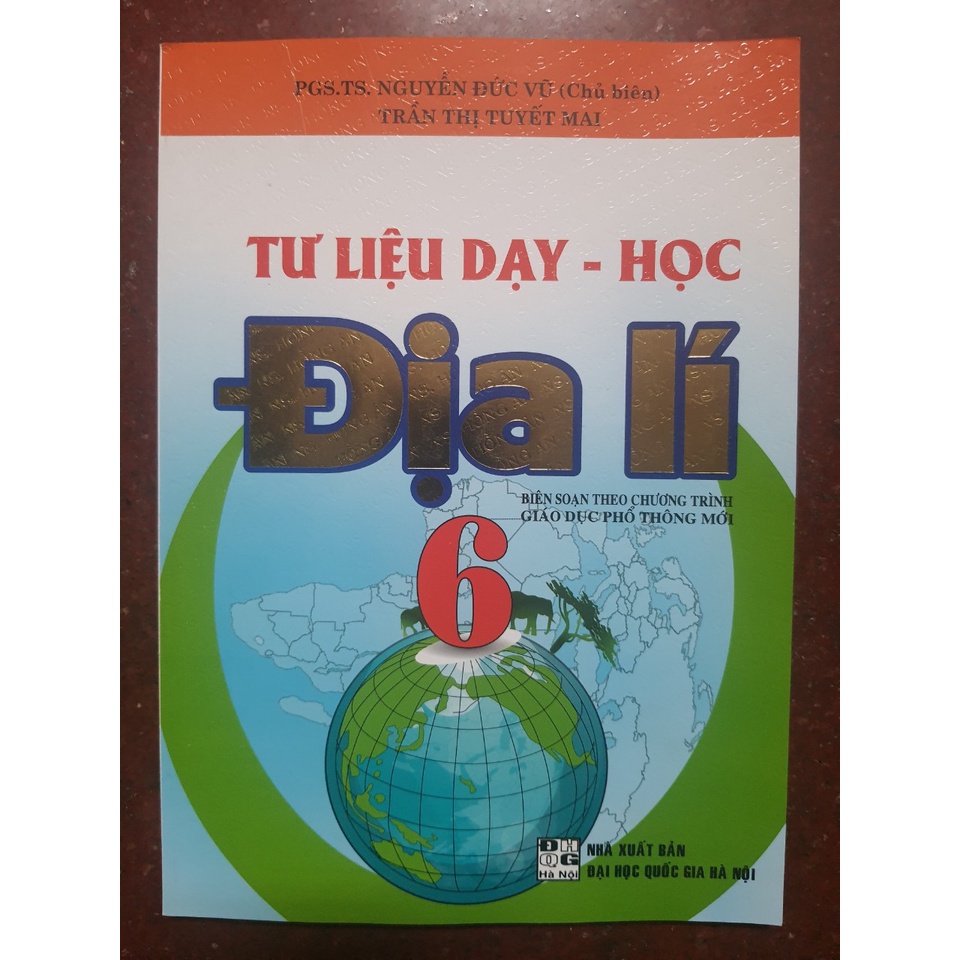 PGS.TS. NGUYỄN ĐỨC VŨ (Chủ biên)
TRẦN THỊ TUYẾT MAI
TƯ LIỆU DẠY - HỌC
Địa lí
BIÊN SOẠN THEO CHƯƠNG TRÌNH
GIÁO DỤC PHỔ THÔNG MỚI
6
ĐH
QG
Hà Nội
NHÀ XUẤT BẢN
ĐẠI HỌC QUỐC GIA HÀ NỘI